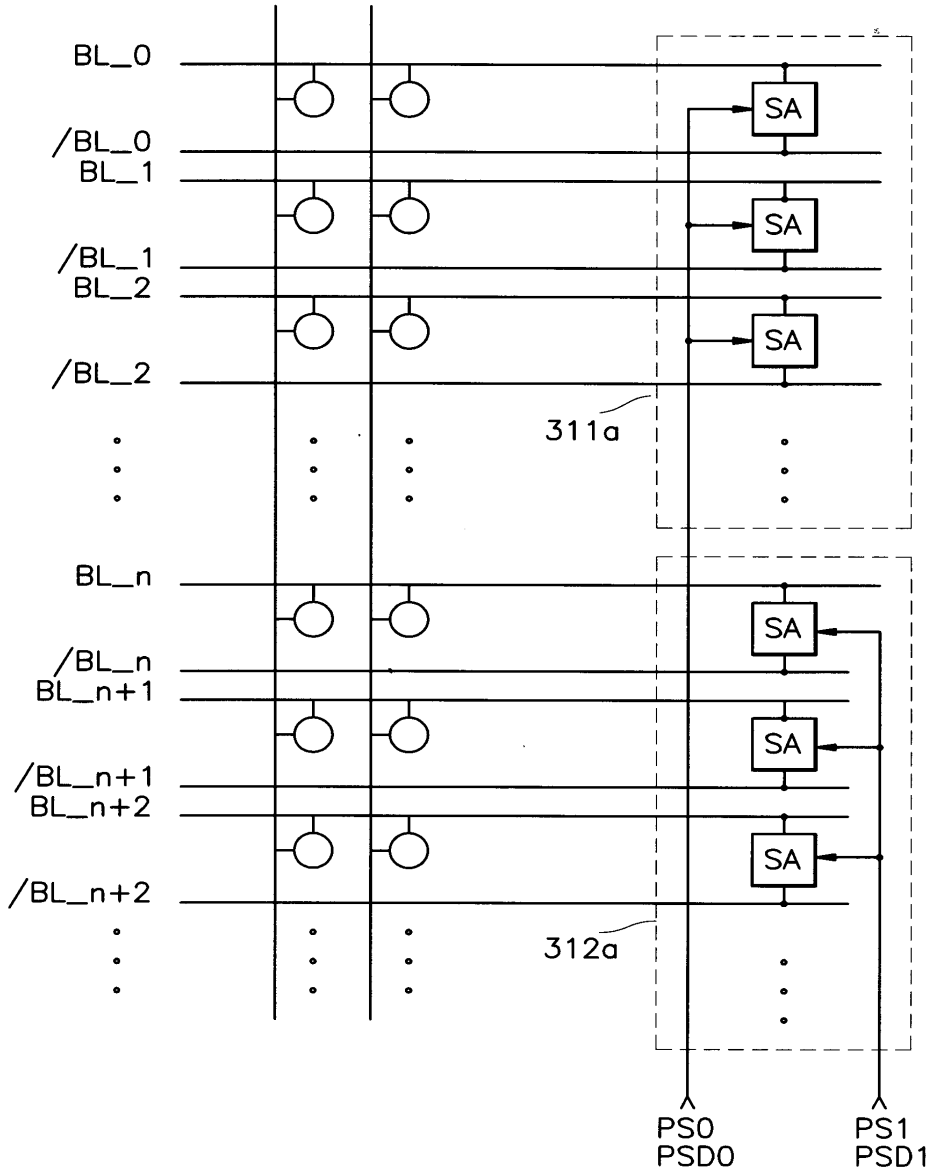 BL_0
SA
/BL_0
BL_1
SA
/BL_1
BL_2
SA
/BL_2
311a
BL_n
SA
/BL_n
BL_n+1
SA
/BL_n+1
BL_n+2
SA
/BL_n+2
312a
PS0 PS1
PSD0 PSD1